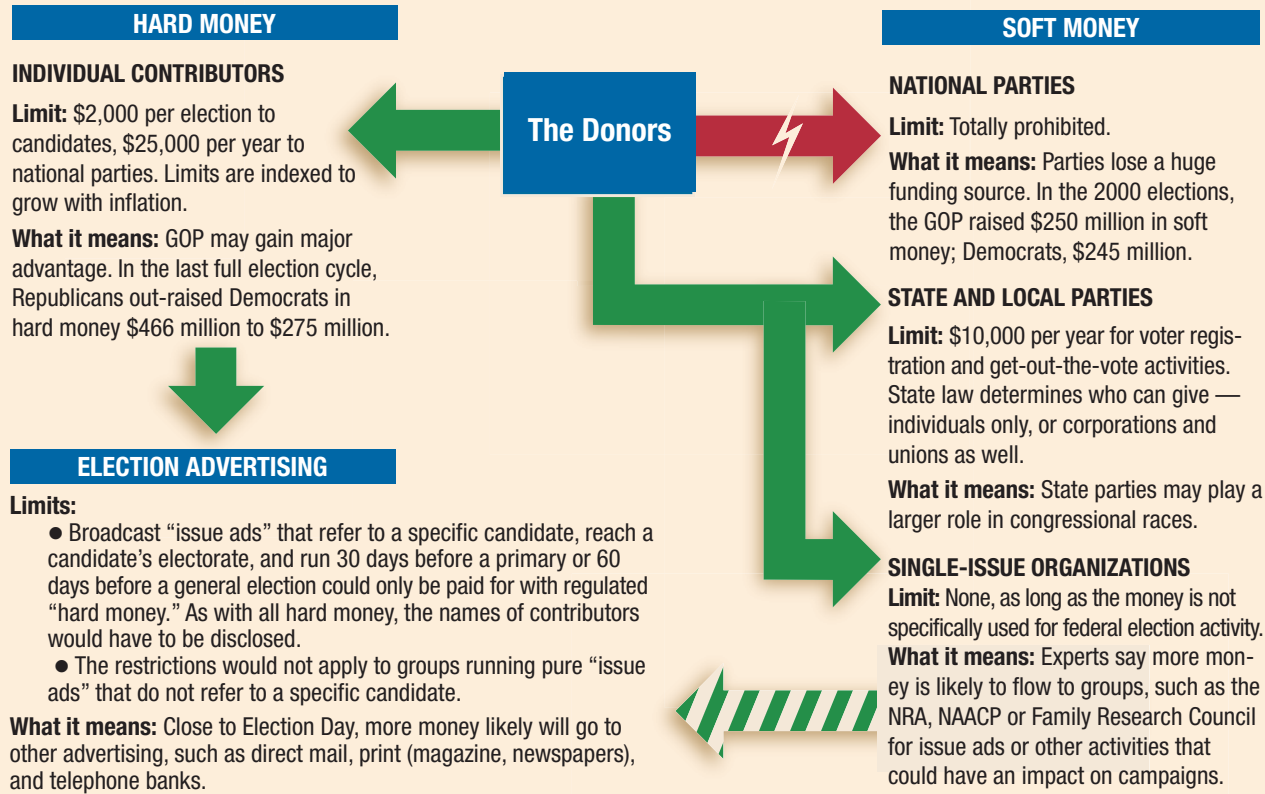 HARD MONEY
INDIVIDUAL CONTRIBUTORS
Limit: $2,000 per election to
candidates, $25,000 per year to
national parties. Limits are indexed to
grow with inflation.
What it means: GOP may gain major
advantage. In the last full election cycle,
Republicans out-raised Democrats in
hard money $466 million to $275 million.
The Donors
SOFT MONEY
NATIONAL PARTIES
Limit: Totally prohibited.
What it means: Parties lose a huge
funding source. In the 2000 elections,
the GOP raised $250 million in soft
money; Democrats, $245 million.
STATE AND LOCAL PARTIES
Limit: $10,000 per year for voter regis-
tration and get-out-the-vote activities.
State law determines who can give —
individuals only, or corporations and
unions as well.
What it means: State parties may play a
larger role in congressional races.
SINGLE-ISSUE ORGANIZATIONS
Limit: None, as long as the money is not
specifically used for federal election activity.
What it means: Experts say more mon-
ey is likely to flow to groups, such as the
NRA, NAACP or Family Research Council
for issue ads or other activities that
could have an impact on campaigns.
ELECTION ADVERTISING
Limits:
● Broadcast “issue ads” that refer to a specific candidate, reach a
candidate's electorate, and run 30 days before a primary or 60
days before a general election could only be paid for with regulated
“hard money.” As with all hard money, the names of contributors
would have to be disclosed.
● The restrictions would not apply to groups running pure “issue
ads” that do not refer to a specific candidate.
What it means: Close to Election Day, more money likely will go to
other advertising, such as direct mail, print (magazine, newspapers),
and telephone banks.